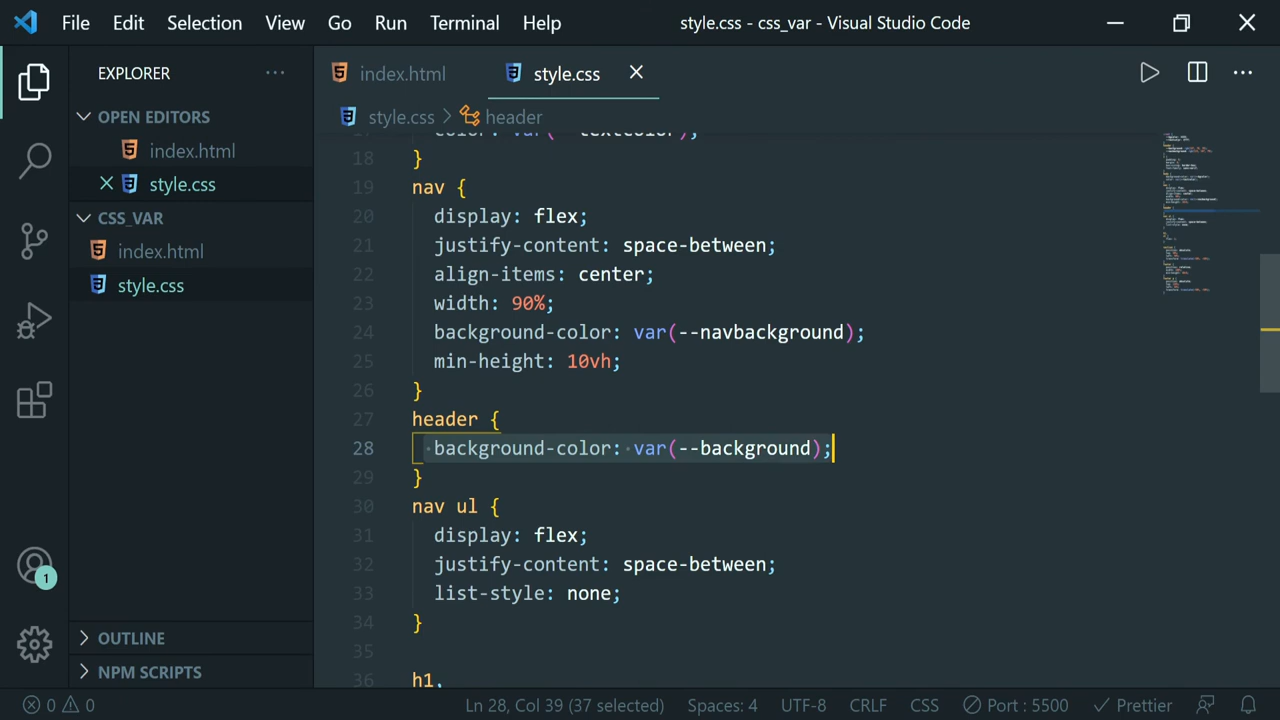 File Edit Selection View Go Run Terminal Help
style.css - css_var - Visual Studio Code
EXPLORER
OPEN EDITORS
index.html
style.css
CSS_VAR
index.html
style.css
OUTLINE
NPM SCRIPTS
1
index.html
style.css
style.css > header
17 color: var(--textcolor);
18 }
19 nav {
20 display: flex;
21 justify-content: space-between;
22 align-items: center;
23 width: 90%;
24 background-color: var(--navbackground);
25 min-height: 10vh;
26 }
27 header {
28 background-color: var(--background);
29 }
30 nav ul {
31 display: flex;
32 justify-content: space-between;
33 list-style: none;
34 }
35
36 h1,
0 0
Ln 28, Col 39 (37 selected) Spaces: 4 UTF-8 CRLF CSS Port : 5500 Prettier